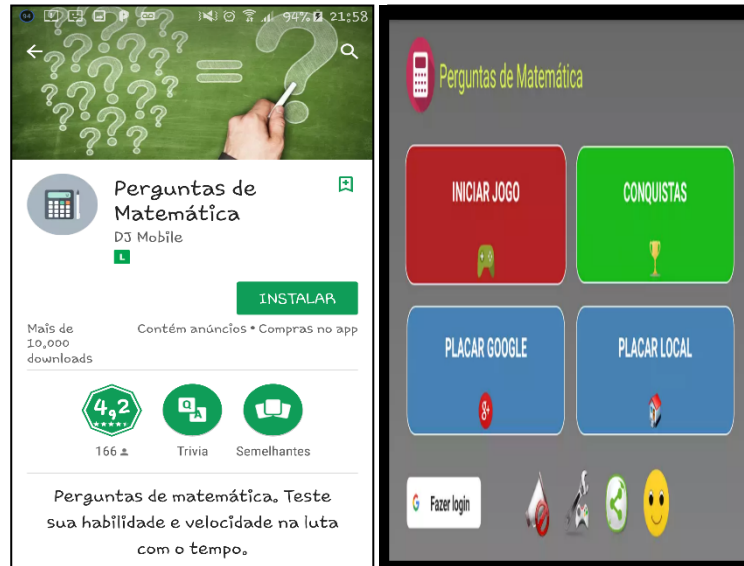 94% 21:58
Perguntas de
Matemática
DJ Mobile
L
INSTALAR
Mais de
10,000
downloads
Contém anúncios • Compras no app
4,2
166
Trivia
Semelhantes
Perguntas de matemática. Teste
sua habilidade e velocidade na luta
com o tempo.
Perguntas de Matemática
INICIAR JOGO
CONQUISTAS
PLACAR GOOGLE
g+
PLACAR LOCAL
G Fazer login